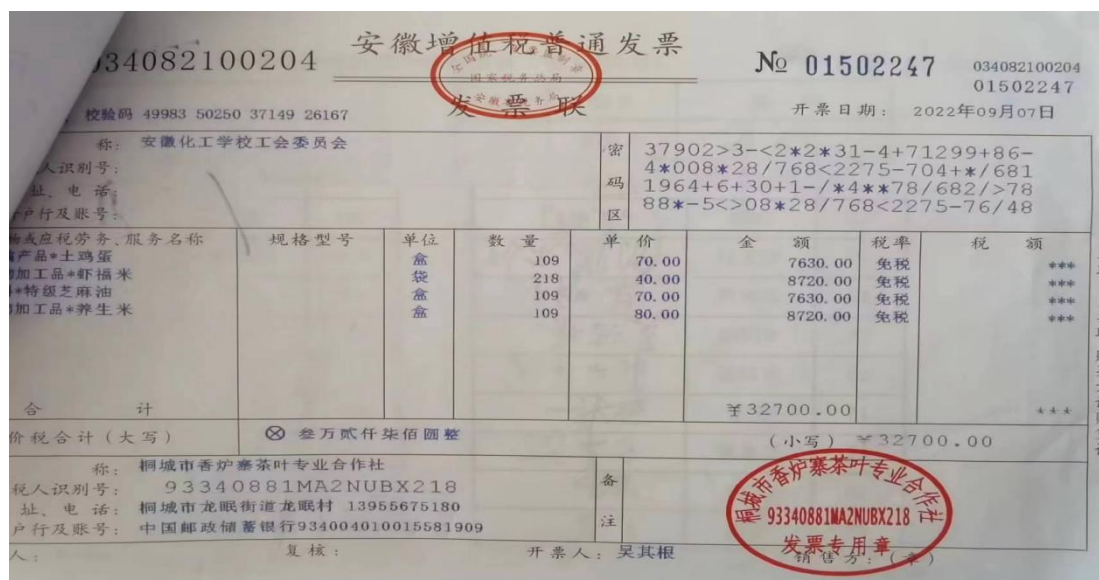 安徽增值税普通发票
034082100204
№ 01502247
034082100204
01502247
发票联
校验码 49983 50250 37149 26167
开票日期: 2022年09月07日
称: 安徽化工学校工会委员会
人识别号:
址、电话:
户行及账号:
密码区
37902>3-<2*2*31-4+71299+86-
4*008*28/768<2275-704+*/681
1964+6+30+1-/*4**78/682/>78
88*-5<>08*28/768<2275-76/48
物或应税劳务、服务名称 规格型号 单位 数量 单价 金额 税率 税额
产品*土鸡蛋 盒 109 70.00 7630.00 免税 ***
加工品*虾福米 袋 218 40.00 8720.00 免税 ***
*特级芝麻油 盒 109 70.00 7630.00 免税 ***
加工品*养生米 盒 109 80.00 8720.00 免税 ***
合计 ¥32700.00 ***
价税合计(大写) ⊗ 叁万贰仟柒佰圆整 (小写) ¥32700.00
称: 桐城市香炉寨茶叶专业合作社
税人识别号: 93340881MA2NUBX218
址、电话: 桐城市龙眠街道龙眠村 13955675180
户行及账号: 中国邮政储蓄银行934004010015581909
备注
桐城市香炉寨茶叶专业合作社
93340881MA2NUBX218
发票专用章
人: 复核: 开票人: 吴其根 销售方:(章)